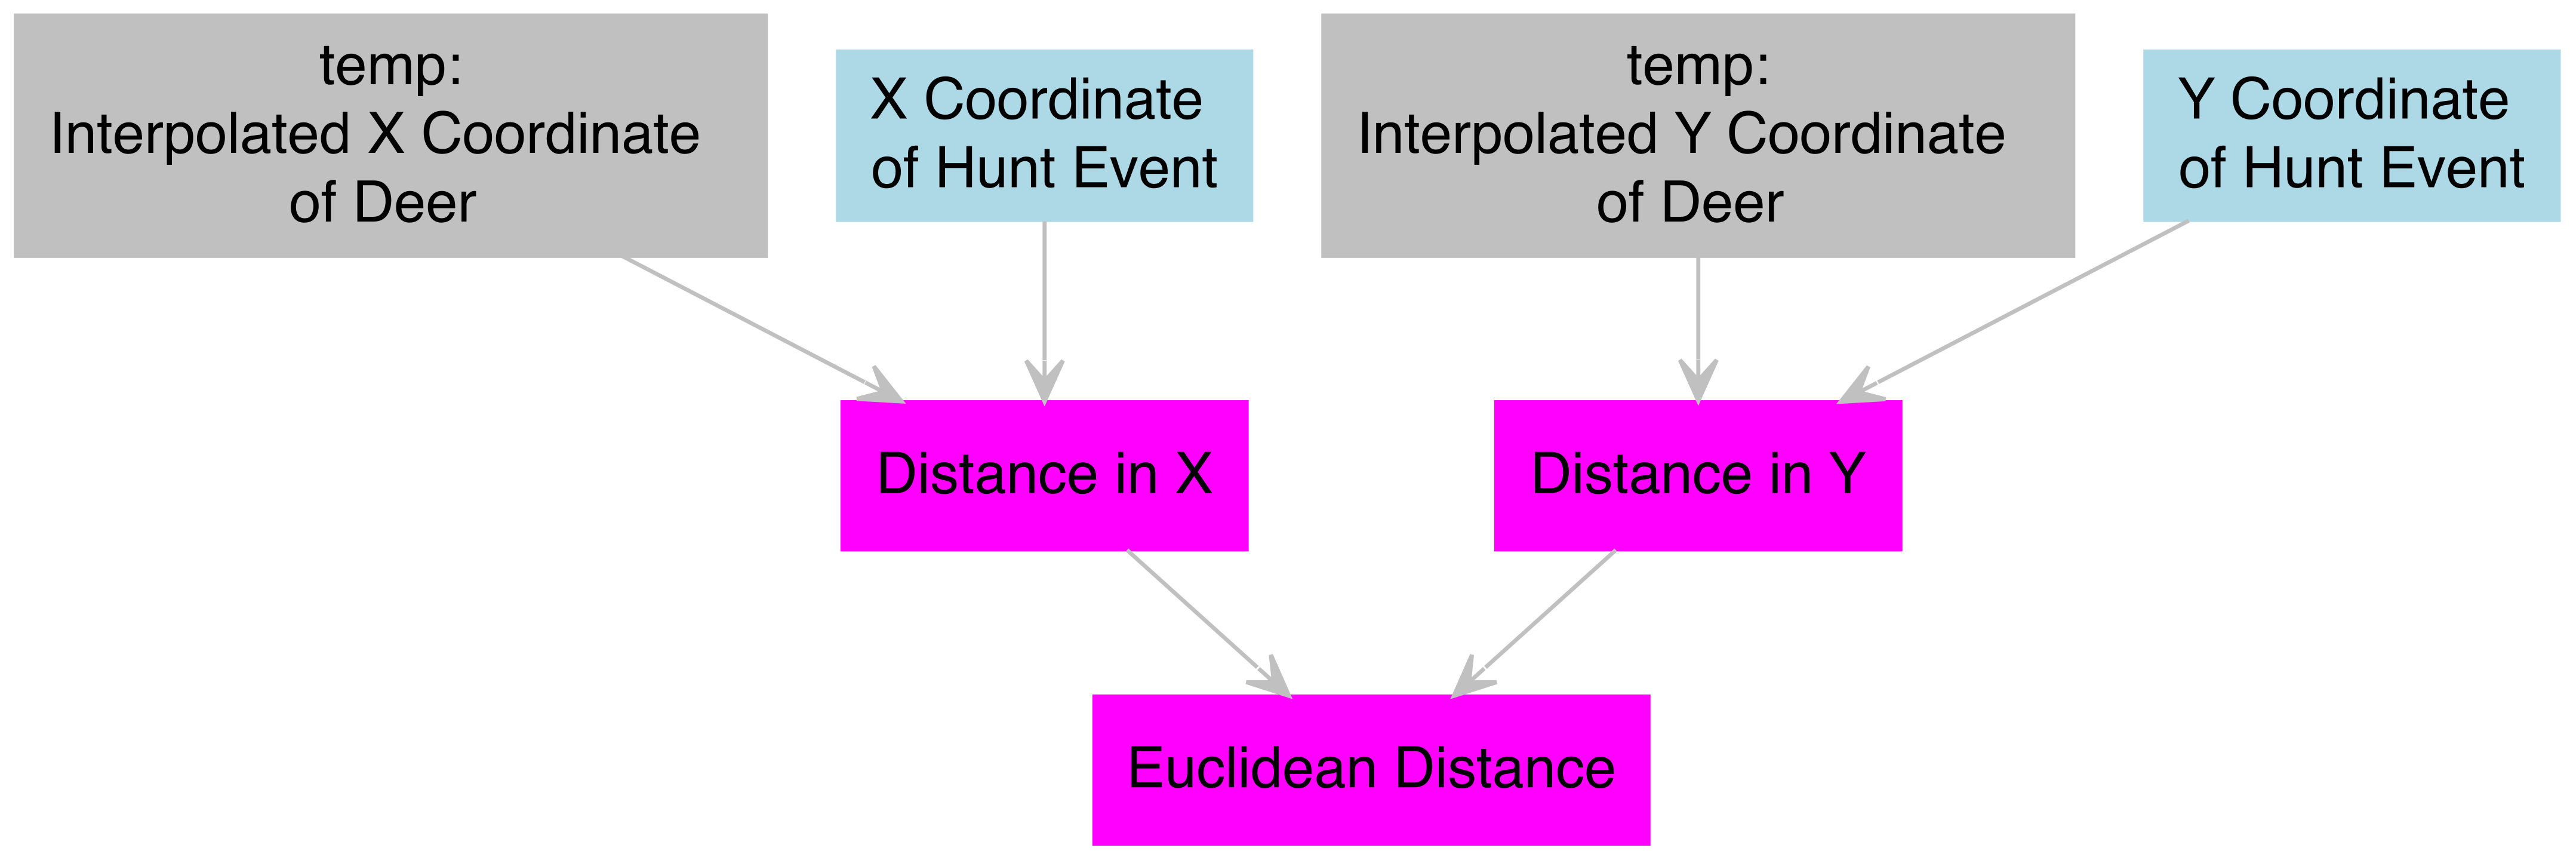 temp:
Interpolated X Coordinate
of Deer
X Coordinate
of Hunt Event
temp:
Interpolated Y Coordinate
of Deer
Y Coordinate
of Hunt Event
Distance in X
Distance in Y
Euclidean Distance